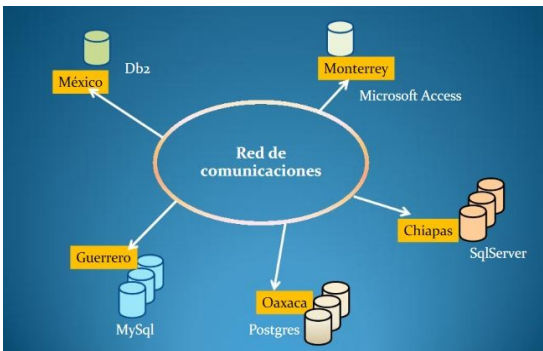 Db2
México
Monterrey
Microsoft Access
Red de
comunicaciones
Chiapas
SqlServer
Guerrero
MySql
Oaxaca
Postgres